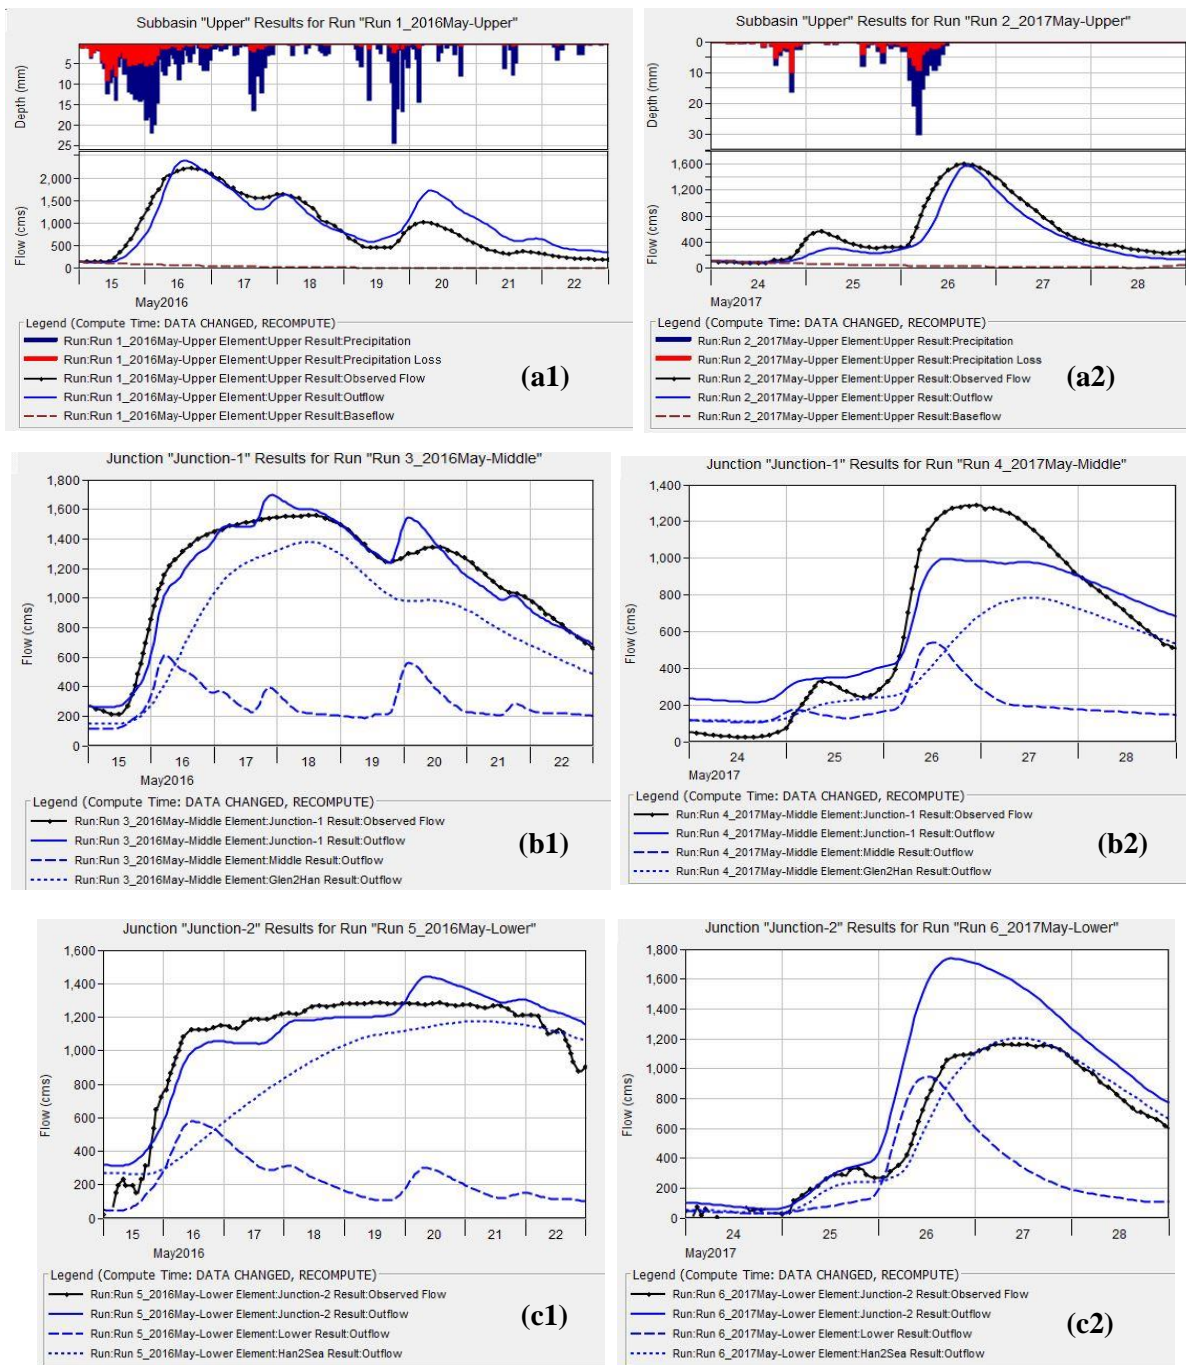 Subbasin "Upper" Results for Run "Run 1_2016May-Upper"
Depth (mm)
5
10
15
20
25
Flow (cms)
2,000
1,500
1,000
500
0
15 16 17 18 19 20 21 22
May2016
Legend (Compute Time: DATA CHANGED, RECOMPUTE)
Run:Run 1_2016May-Upper Element:Upper Result:Precipitation
Run:Run 1_2016May-Upper Element:Upper Result:Precipitation Loss
Run:Run 1_2016May-Upper Element:Upper Result:Observed Flow
Run:Run 1_2016May-Upper Element:Upper Result:Outflow
Run:Run 1_2016May-Upper Element:Upper Result:Baseflow
(a1)
Subbasin "Upper" Results for Run "Run 2_2017May-Upper"
Depth (mm)
0
10
20
30
Flow (cms)
1,600
1,200
800
400
0
24 25 26 27 28
May2017
Legend (Compute Time: DATA CHANGED, RECOMPUTE)
Run:Run 2_2017May-Upper Element:Upper Result:Precipitation
Run:Run 2_2017May-Upper Element:Upper Result:Precipitation Loss
Run:Run 2_2017May-Upper Element:Upper Result:Observed Flow
Run:Run 2_2017May-Upper Element:Upper Result:Outflow
Run:Run 2_2017May-Upper Element:Upper Result:Baseflow
(a2)
Junction "Junction-1" Results for Run "Run 3_2016May-Middle"
Flow (cms)
1,800
1,600
1,400
1,200
1,000
800
600
400
200
0
15 16 17 18 19 20 21 22
May2016
Legend (Compute Time: DATA CHANGED, RECOMPUTE)
Run:Run 3_2016May-Middle Element:Junction-1 Result:Observed Flow
Run:Run 3_2016May-Middle Element:Junction-1 Result:Outflow
Run:Run 3_2016May-Middle Element:Middle Result:Outflow
Run:Run 3_2016May-Middle Element:Glen2Han Result:Outflow
(b1)
Junction "Junction-1" Results for Run "Run 4_2017May-Middle"
Flow (cms)
1,400
1,200
1,000
800
600
400
200
0
24 25 26 27 28
May2017
Legend (Compute Time: DATA CHANGED, RECOMPUTE)
Run:Run 4_2017May-Middle Element:Junction-1 Result:Observed Flow
Run:Run 4_2017May-Middle Element:Junction-1 Result:Outflow
Run:Run 4_2017May-Middle Element:Middle Result:Outflow
Run:Run 4_2017May-Middle Element:Glen2Han Result:Outflow
(b2)
Junction "Junction-2" Results for Run "Run 5_2016May-Lower"
Flow (cms)
1,600
1,400
1,200
1,000
800
600
400
200
0
15 16 17 18 19 20 21 22
May2016
Legend (Compute Time: DATA CHANGED, RECOMPUTE)
Run:Run 5_2016May-Lower Element:Junction-2 Result:Observed Flow
Run:Run 5_2016May-Lower Element:Junction-2 Result:Outflow
Run:Run 5_2016May-Lower Element:Lower Result:Outflow
Run:Run 5_2016May-Lower Element:Han2Sea Result:Outflow
(c1)
Junction "Junction-2" Results for Run "Run 6_2017May-Lower"
Flow (cms)
1,800
1,600
1,400
1,200
1,000
800
600
400
200
0
24 25 26 27 28
May2017
Legend (Compute Time: DATA CHANGED, RECOMPUTE)
Run:Run 6_2017May-Lower Element:Junction-2 Result:Observed Flow
Run:Run 6_2017May-Lower Element:Junction-2 Result:Outflow
Run:Run 6_2017May-Lower Element:Lower Result:Outflow
Run:Run 6_2017May-Lower Element:Han2Sea Result:Outflow
(c2)